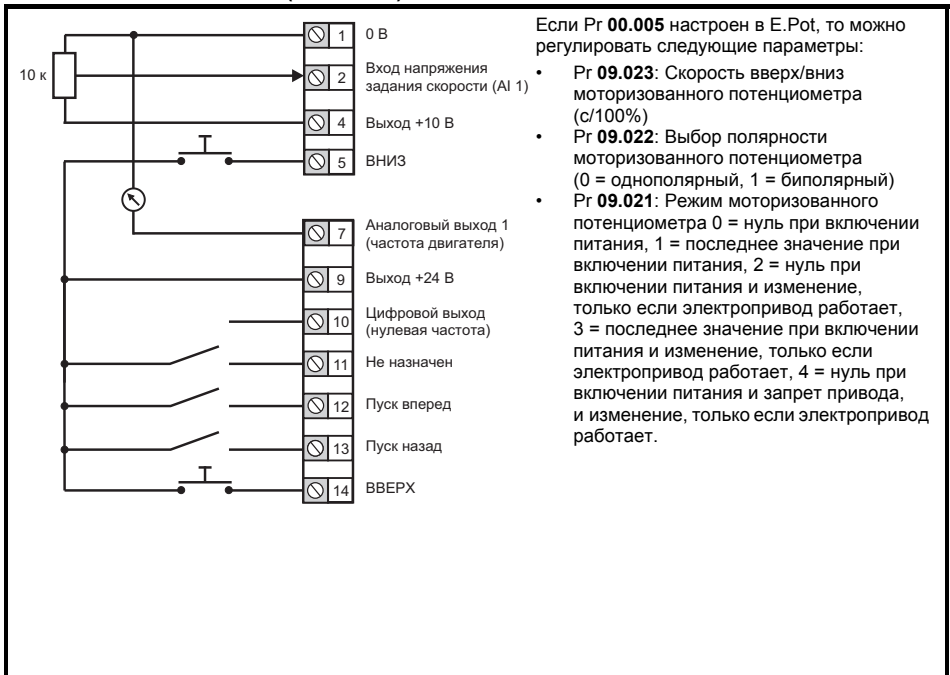 10 к
1 0 В
2 Вход напряжения
задания скорости (AI 1)
4 Выход +10 В
5 ВНИЗ
7 Аналоговый выход 1
(частота двигателя)
9 Выход +24 В
10 Цифровой выход
(нулевая частота)
11 Не назначен
12 Пуск вперед
13 Пуск назад
14 ВВЕРХ
Если Pr 00.005 настроен в E.Pot, то можно
регулировать следующие параметры:
• Pr 09.023: Скорость вверх/вниз
моторизованного потенциометра
(с/100%)
• Pr 09.022: Выбор полярности
моторизованного потенциометра
(0 = однополярный, 1 = биполярный)
• Pr 09.021: Режим моторизованного
потенциометра 0 = нуль при включении
питания, 1 = последнее значение при
включении питания, 2 = нуль при
включении питания и изменение,
только если электропривод работает,
3 = последнее значение при включении
питания и изменение, только если
электропривод работает, 4 = нуль при
включении питания и запрет привода,
и изменение, только если электропривод
работает.